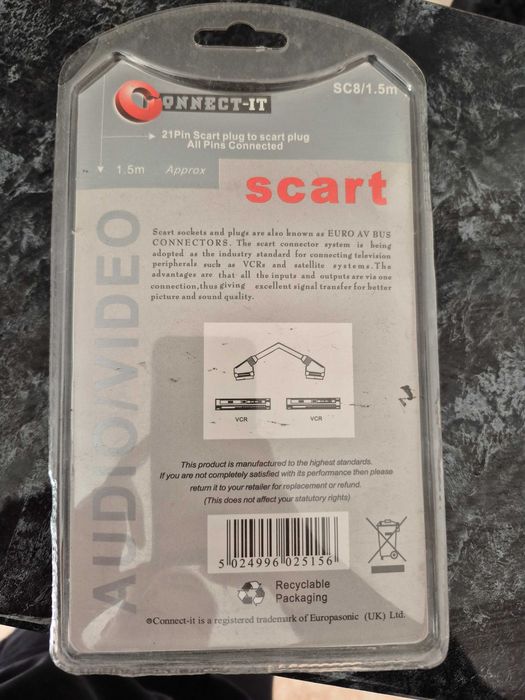 CONNECT-IT
SC8/1.5m
21Pin Scart plug to scart plug
All Pins Connected
1.5m Approx
scart
AUDIO/VIDEO
Scart sockets and plugs are also known as EURO AV BUS
CONNECTORS. The scart connector system is being
adopted as the industry standard for connecting television
peripherals such as VCRs and satellite systems.The
advantages are that all the inputs and outputs are via one
connection,thus giving excellent signal transfer for better
picture and sound quality.
VCR VCR
This product is manufactured to the highest standards.
If you are not completely satisfied with its performance then please
return it to your retailer for replacement or refund.
(This does not affect your statutory rights)
5 024996 025156
Recyclable
Packaging
®Connect-it is a registered trademark of Europasonic (UK) Ltd.